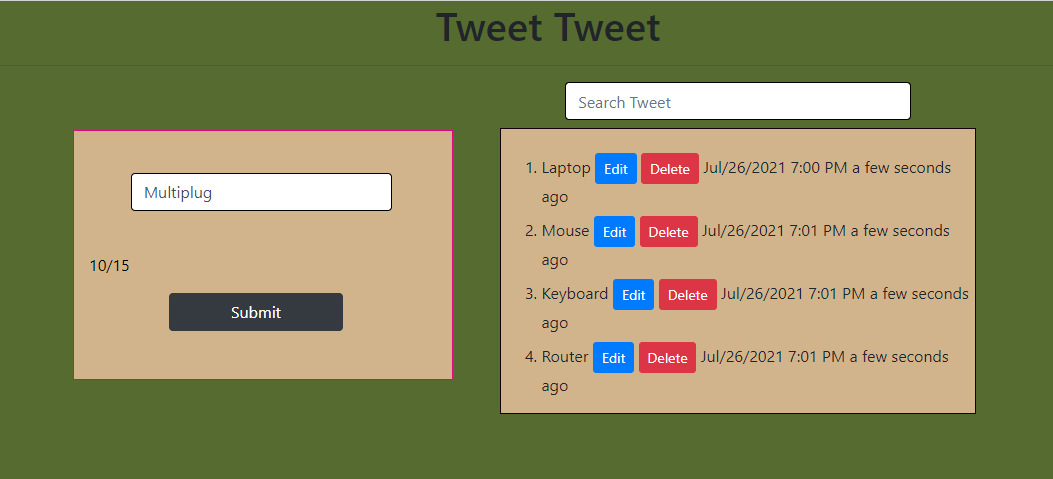 Tweet Tweet
Search Tweet
Multiplug
10/15
Submit
1. Laptop Edit Delete Jul/26/2021 7:00 PM a few seconds
ago
2. Mouse Edit Delete Jul/26/2021 7:01 PM a few seconds
ago
3. Keyboard Edit Delete Jul/26/2021 7:01 PM a few seconds
ago
4. Router Edit Delete Jul/26/2021 7:01 PM a few seconds
ago